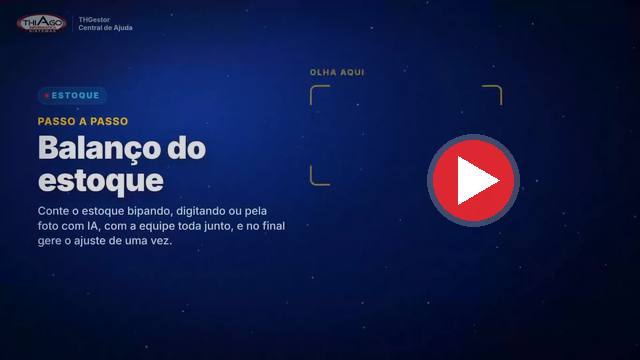 THIAGO
SISTEMAS
THGestor
Central de Ajuda
OLHA AQUI
ESTOQUE
PASSO A PASSO
Balanço do
estoque
Conte o estoque bipando, digitando ou pela
foto com IA, com a equipe toda junto, e no final
gere o ajuste de uma vez.